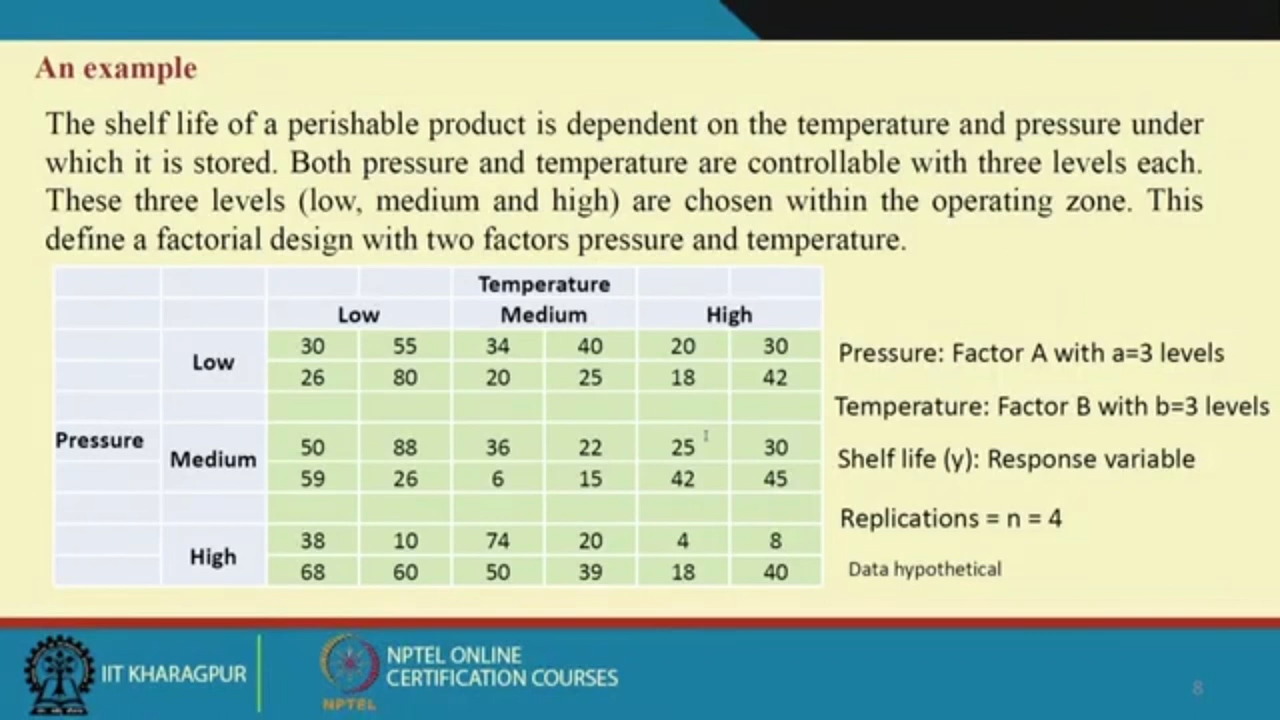 An example
The shelf life of a perishable product is dependent on the temperature and pressure under
which it is stored. Both pressure and temperature are controllable with three levels each.
These three levels (low, medium and high) are chosen within the operating zone. This
define a factorial design with two factors pressure and temperature.
Temperature
Low Medium High
Low 30 55 34 40 20 30
26 80 20 25 18 42
Pressure
Medium 50 88 36 22 25 30
59 26 6 15 42 45
High 38 10 74 20 4 8
68 60 50 39 18 40
Pressure: Factor A with a=3 levels
Temperature: Factor B with b=3 levels
Shelf life (y): Response variable
Replications = n = 4
Data hypothetical
IIT KHARAGPUR
NPTEL
NPTEL ONLINE
CERTIFICATION COURSES
8